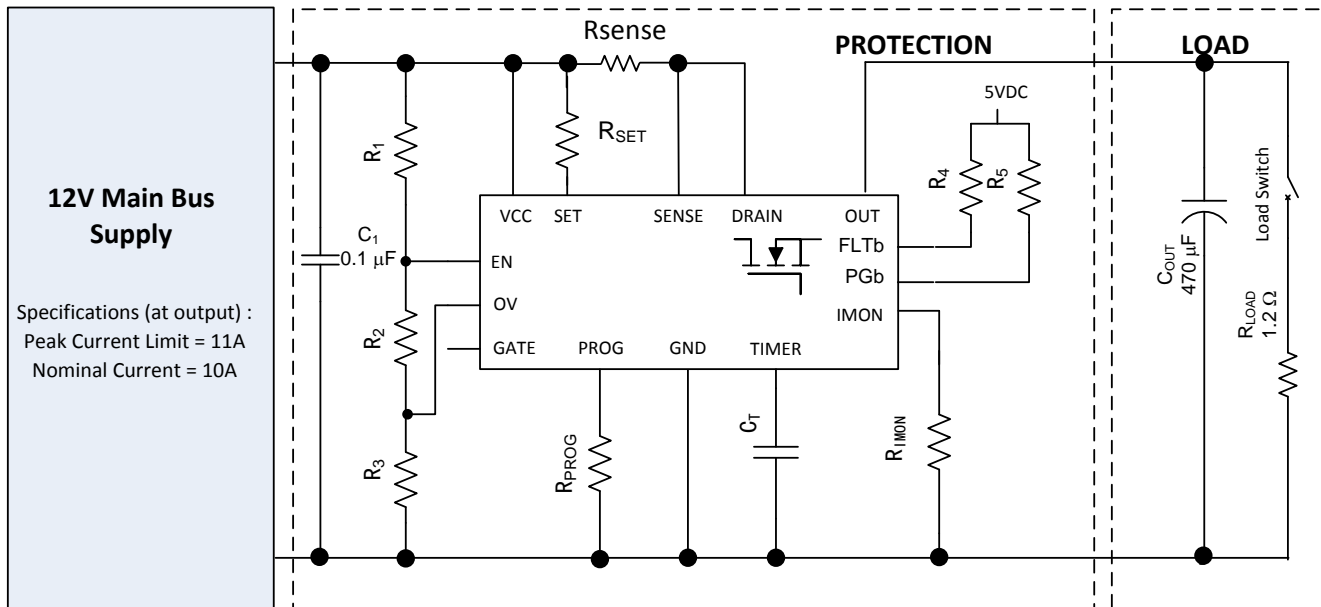 Rsense
PROTECTION
LOAD
5VDC
R1
RSET
R4
R5
12V Main Bus
Supply
Specifications (at output) :
Peak Current Limit = 11A
Nominal Current = 10A
C1
0.1 μF
VCC
SET
SENSE
DRAIN
OUT
FLTb
PGb
IMON
EN
OV
GATE
PROG
GND
TIMER
R2
R3
RPROG
CT
RIMON
COUT
470 μF
Load Switch
RLOAD
1.2 Ω